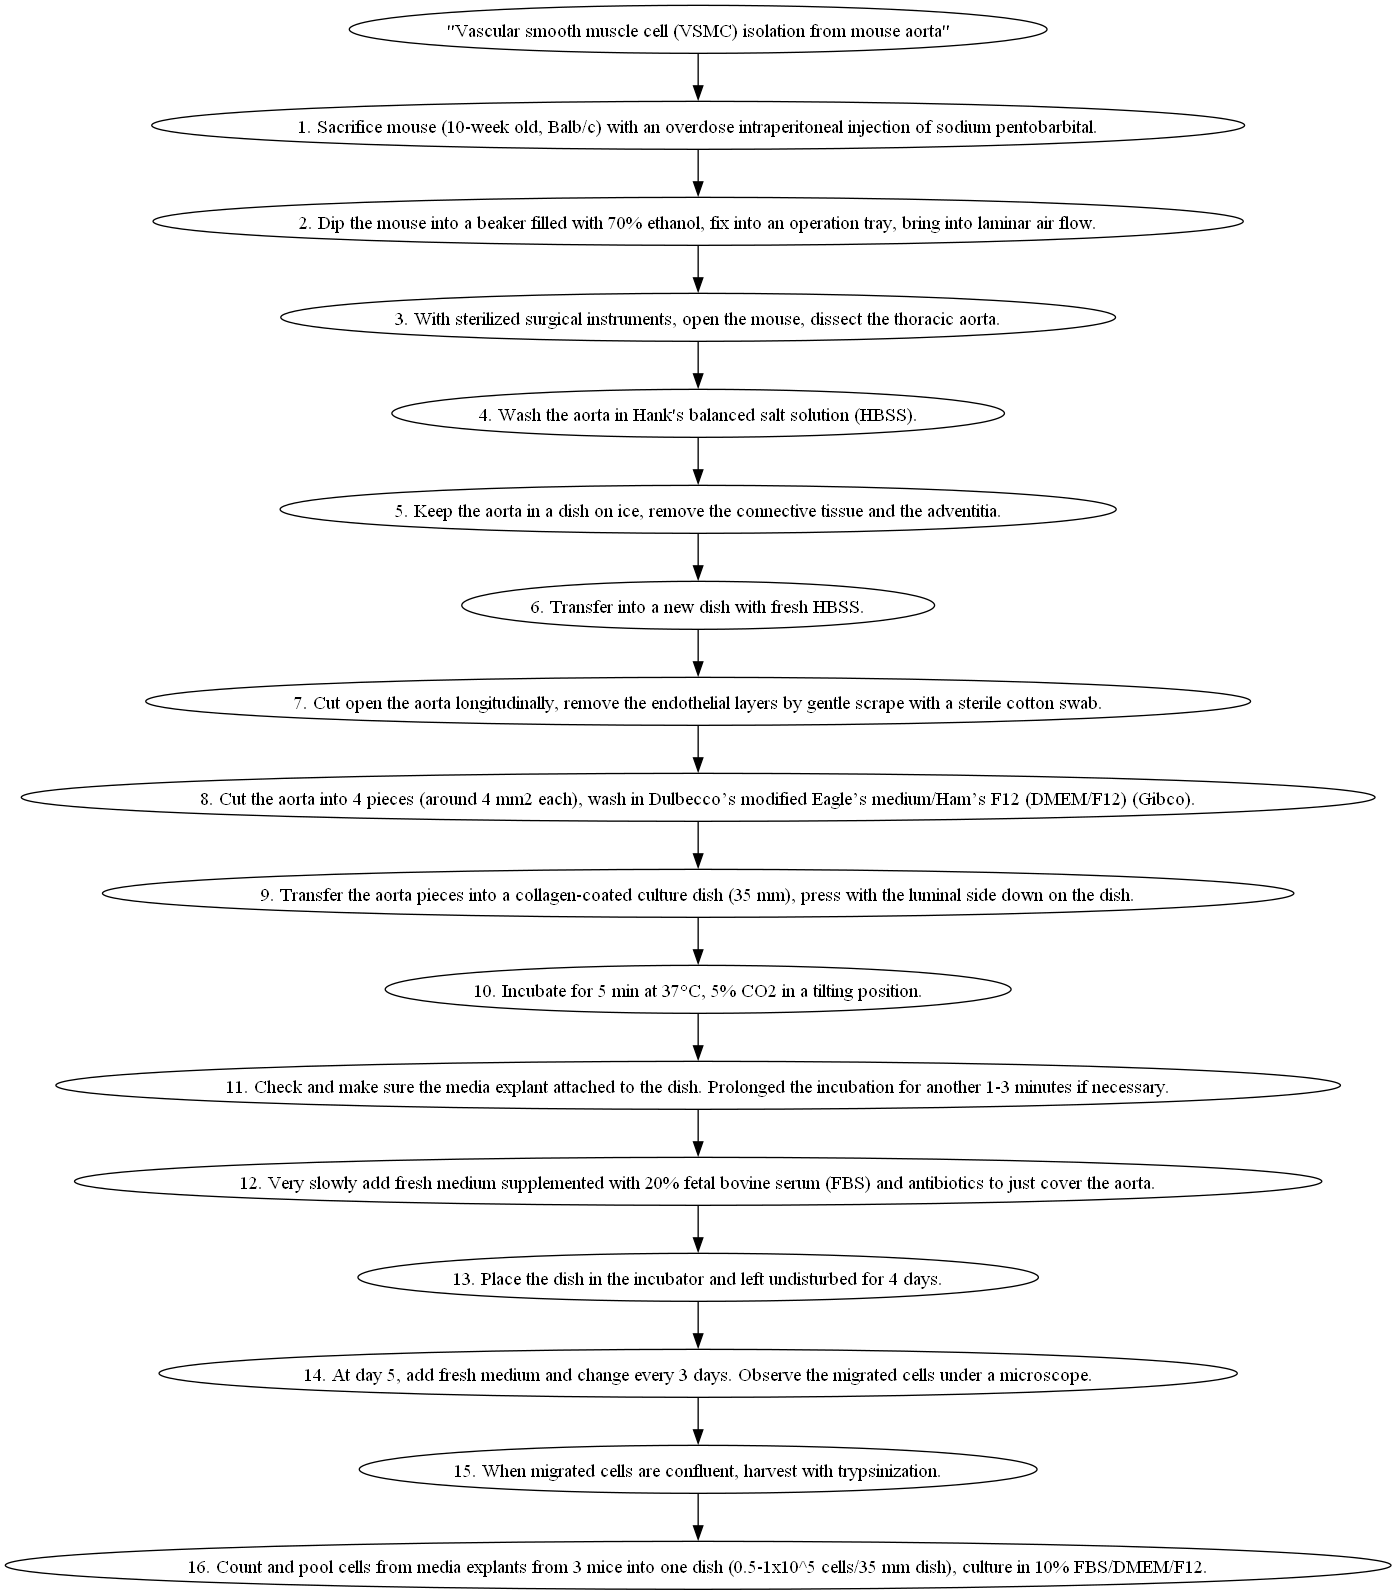 "Vascular smooth muscle cell (VSMC) isolation from mouse aorta"
1. Sacrifice mouse (10-week old, Balb/c) with an overdose intraperitoneal injection of sodium pentobarbital.
2. Dip the mouse into a beaker filled with 70% ethanol, fix into an operation tray, bring into laminar air flow.
3. With sterilized surgical instruments, open the mouse, dissect the thoracic aorta.
4. Wash the aorta in Hank's balanced salt solution (HBSS).
5. Keep the aorta in a dish on ice, remove the connective tissue and the adventitia.
6. Transfer into a new dish with fresh HBSS.
7. Cut open the aorta longitudinally, remove the endothelial layers by gentle scrape with a sterile cotton swab.
8. Cut the aorta into 4 pieces (around 4 mm2 each), wash in Dulbecco’s modified Eagle’s medium/Ham’s F12 (DMEM/F12) (Gibco).
9. Transfer the aorta pieces into a collagen-coated culture dish (35 mm), press with the luminal side down on the dish.
10. Incubate for 5 min at 37°C, 5% CO2 in a tilting position.
11. Check and make sure the media explant attached to the dish. Prolonged the incubation for another 1-3 minutes if necessary.
12. Very slowly add fresh medium supplemented with 20% fetal bovine serum (FBS) and antibiotics to just cover the aorta.
13. Place the dish in the incubator and left undisturbed for 4 days.
14. At day 5, add fresh medium and change every 3 days. Observe the migrated cells under a microscope.
15. When migrated cells are confluent, harvest with trypsinization.
16. Count and pool cells from media explants from 3 mice into one dish (0.5-1x10^5 cells/35 mm dish), culture in 10% FBS/DMEM/F12.